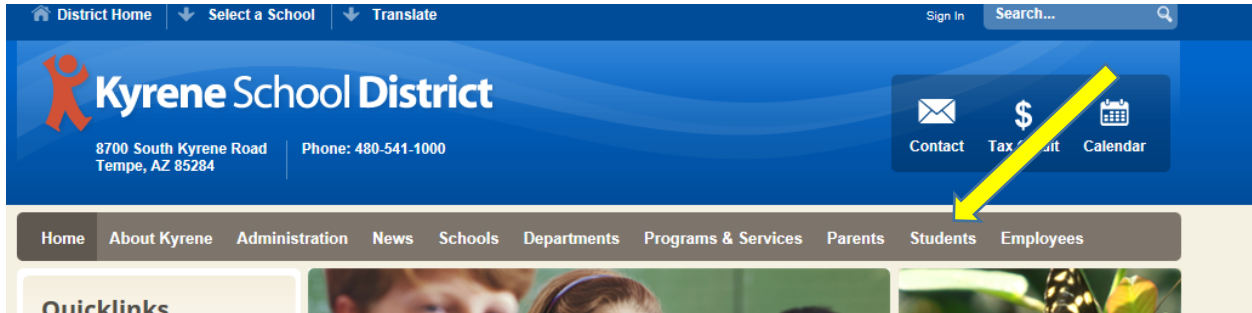 District Home Select a School Translate Sign In Search...
Kyrene School District
8700 South Kyrene Road Phone: 480-541-1000
Tempe, AZ 85284
Contact Tax Calendar
Home About Kyrene Administration News Schools Departments Programs & Services Parents Students Employees
Quicklinks